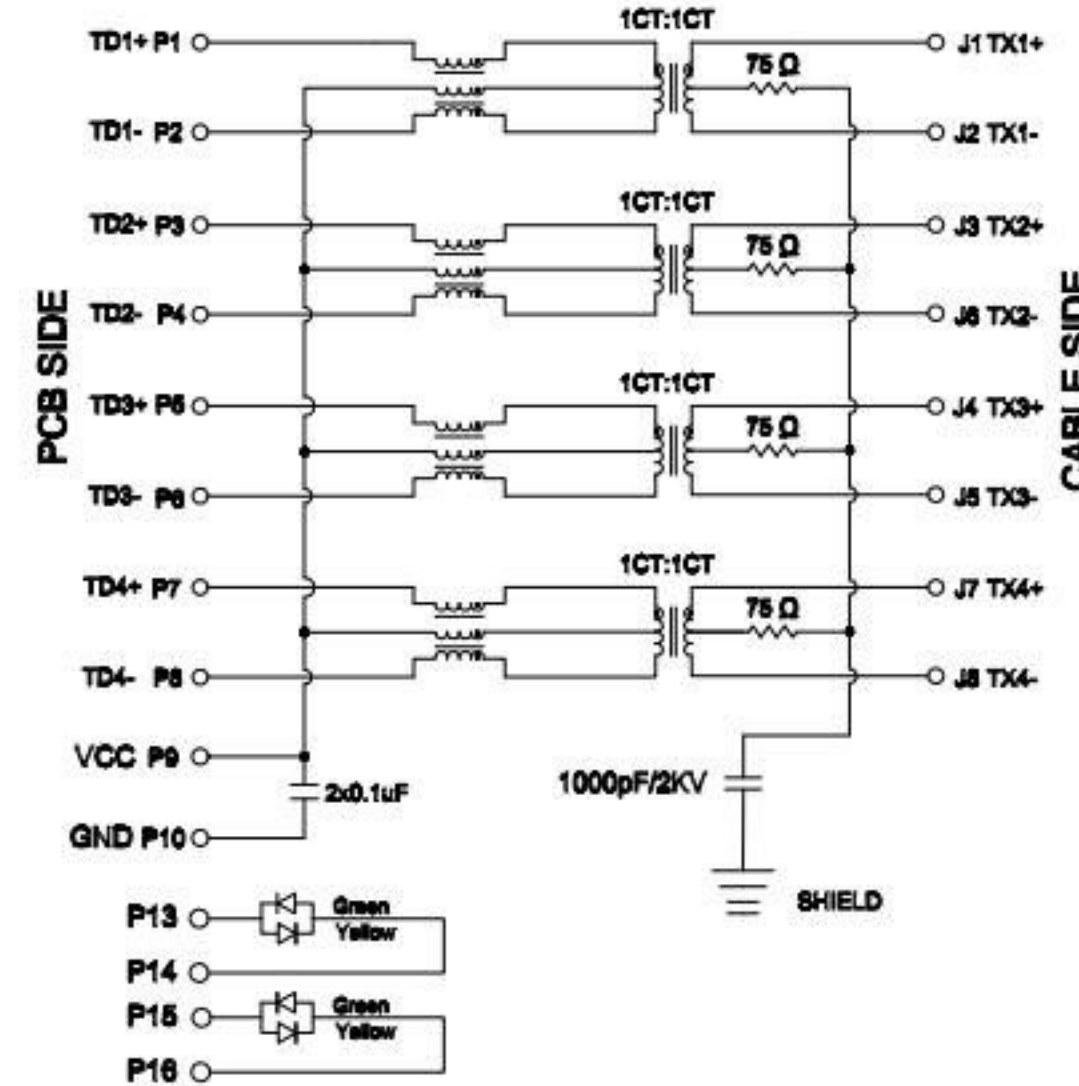 1CT:1CT
TD1+ P1
J1 TX1+
75 Ω
TD1- P2
J2 TX1-
1CT:1CT
TD2+ P3
J3 TX2+
75 Ω
TD2- P4
J6 TX2-
PCB SIDE
CABLE SIDE
1CT:1CT
TD3+ P5
J4 TX3+
75 Ω
TD3- P6
J5 TX3-
1CT:1CT
TD4+ P7
J7 TX4+
75 Ω
TD4- P8
J8 TX4-
VCC P9
2x0.1uF
1000pF/2KV
GND P10
SHIELD
P13
Green
Yellow
P14
P15
Green
Yellow
P16